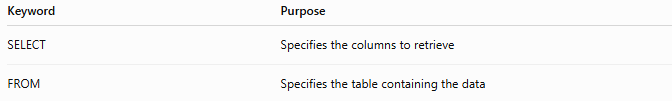 Keyword Purpose
SELECT Specifies the columns to retrieve
FROM Specifies the table containing the data